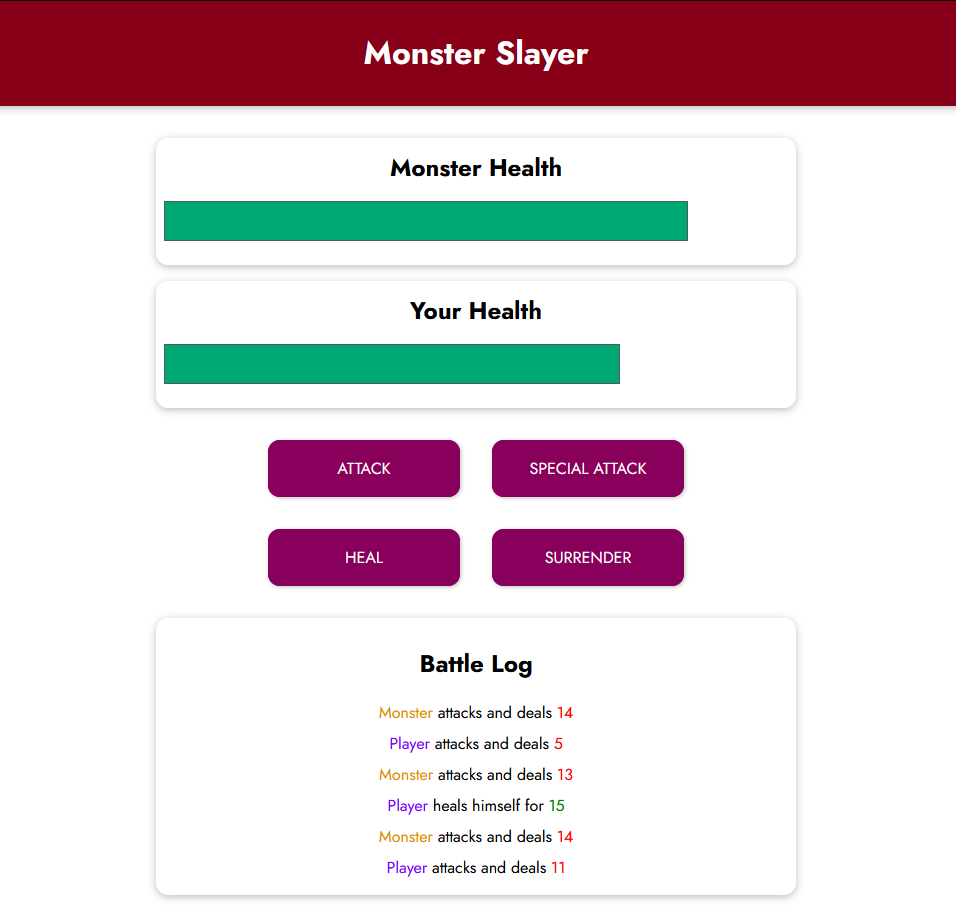 Monster Slayer
Monster Health
Your Health
ATTACK
SPECIAL ATTACK
HEAL
SURRENDER
Battle Log
Monster attacks and deals 14
Player attacks and deals 5
Monster attacks and deals 13
Player heals himself for 15
Monster attacks and deals 14
Player attacks and deals 11